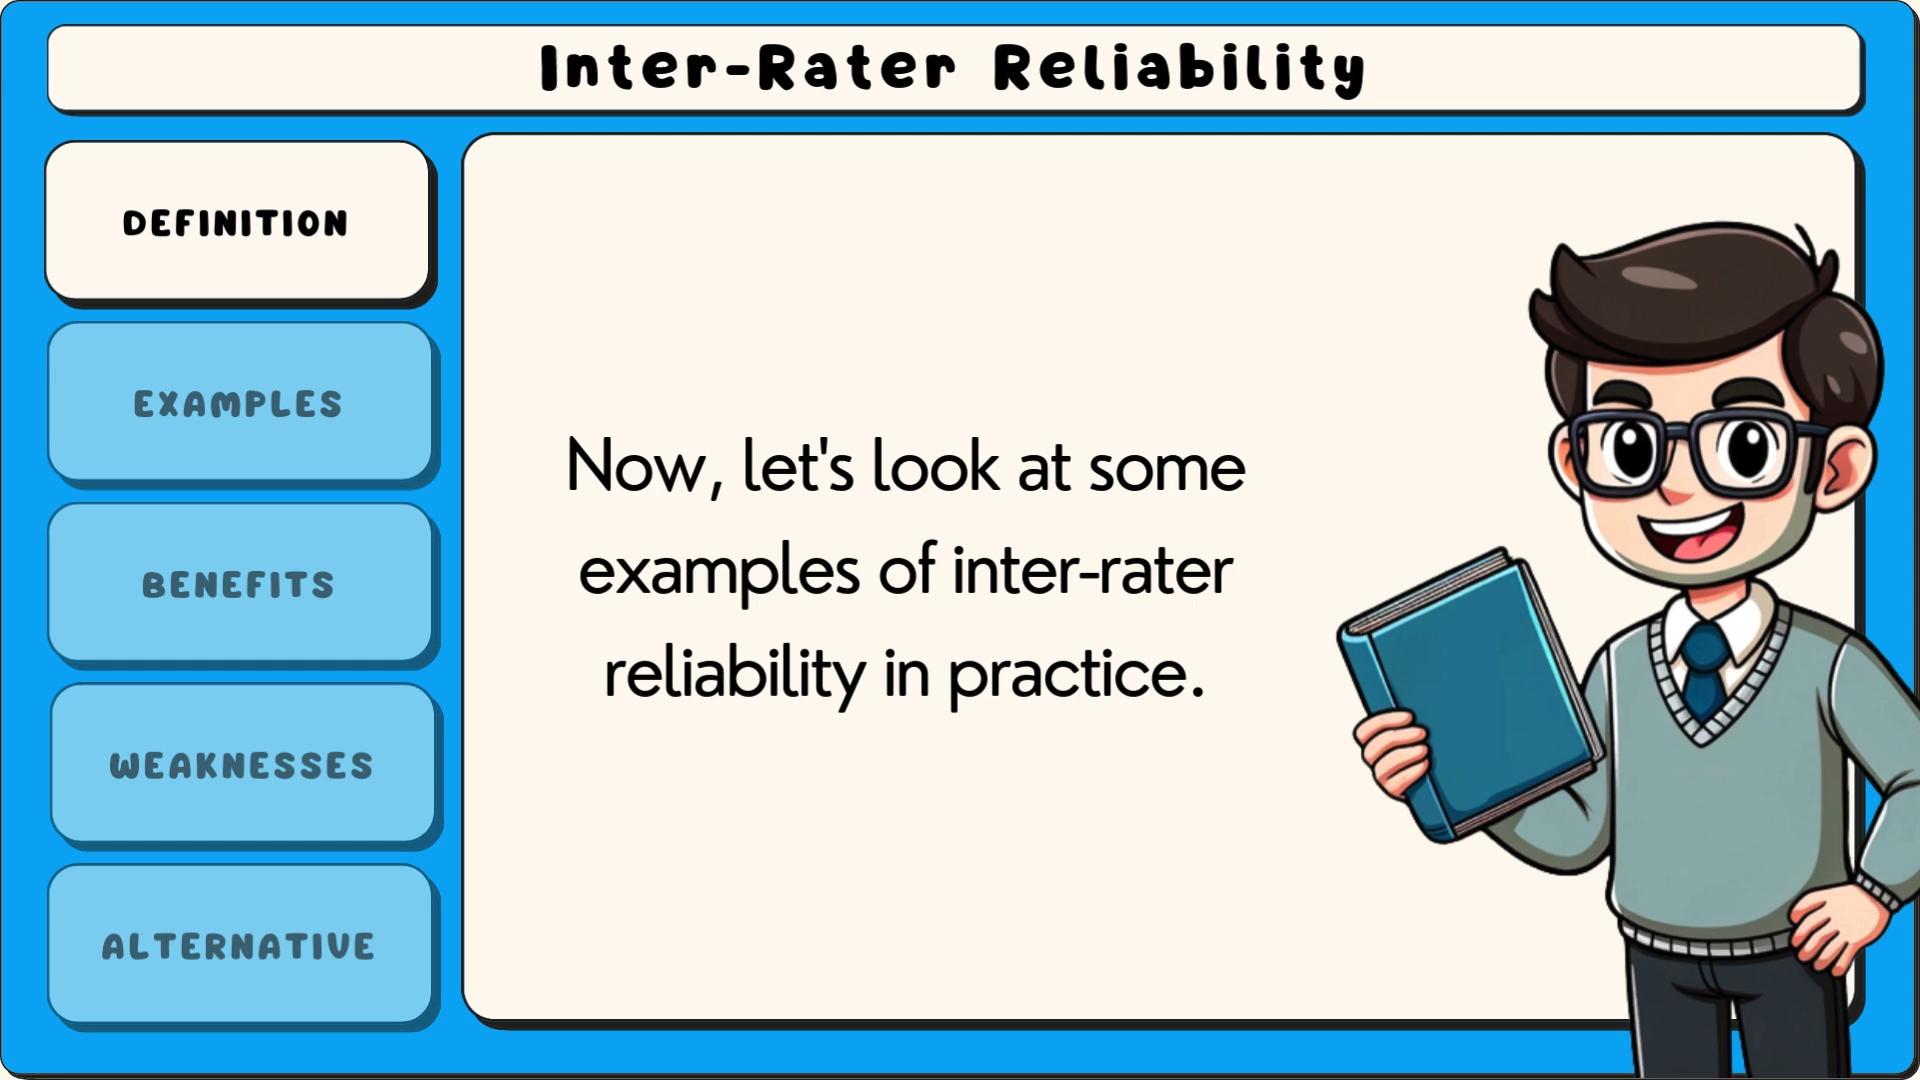 Inter-Rater Reliability
DEFINITION
EXAMPLES
BENEFITS
WEAKNESSES
ALTERNATIVE
Now, let's look at some
examples of inter-rater
reliability in practice.